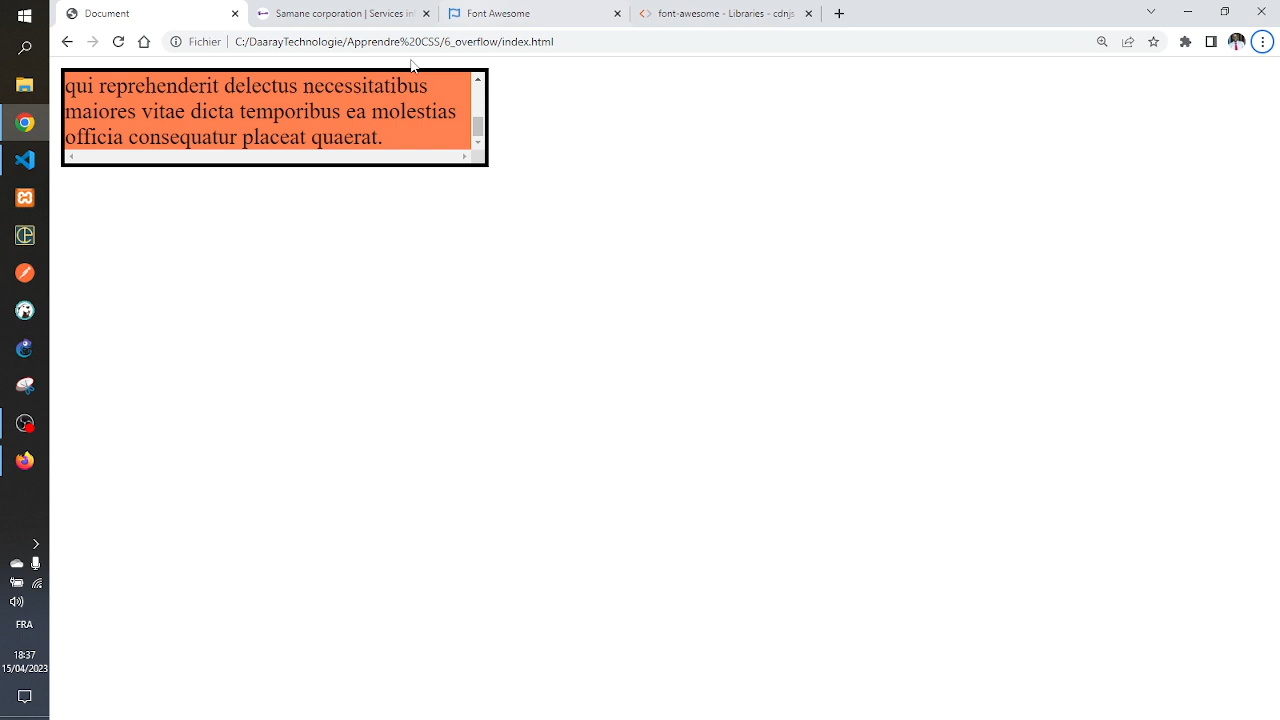 Document
Samane corporation | Services in
Font Awesome
font-awesome - Libraries - cdnjs
Fichier
C:/DaarayTechnologie/Apprendre%20CSS/6_overflow/index.html
qui reprehenderit delectus necessitatibus
maiores vitae dicta temporibus ea molestias
officia consequatur placeat quaerat.
FRA
18:37
15/04/2023